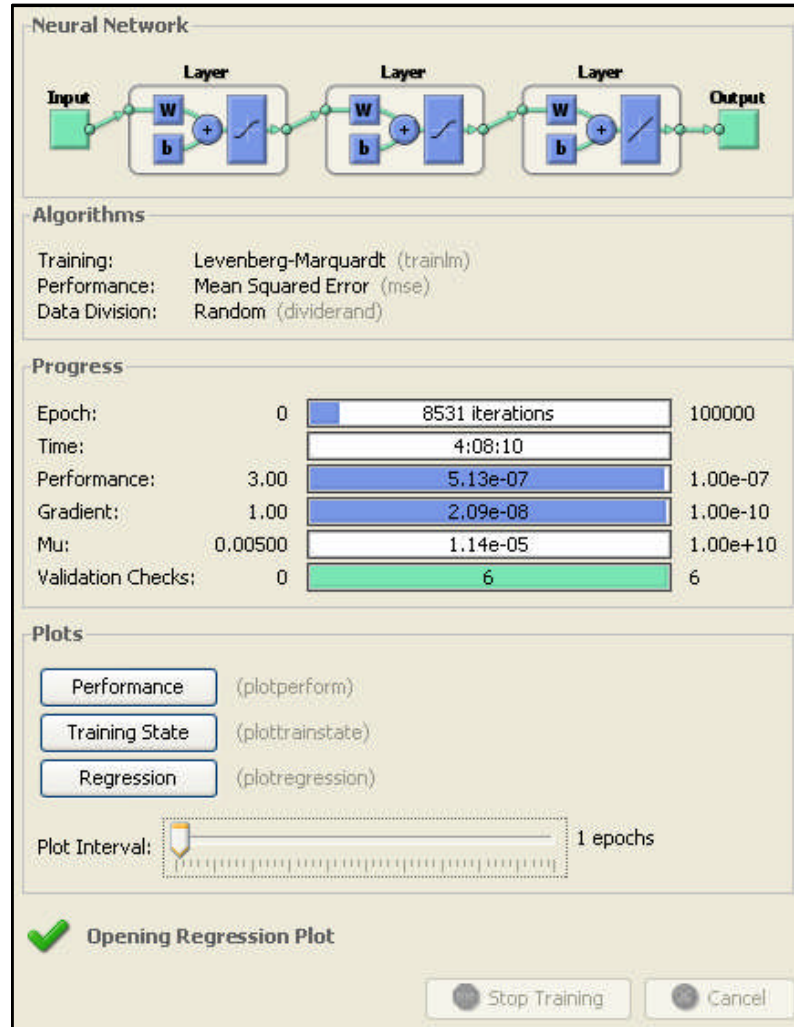 Neural Network
Layer Layer Layer
Input Output
W W W
b b b
+ + +
Algorithms
Training: Levenberg-Marquardt (trainlm)
Performance: Mean Squared Error (mse)
Data Division: Random (dividerand)
Progress
Epoch: 0 8531 iterations 100000
Time: 4:08:10
Performance: 3.00 5.13e-07 1.00e-07
Gradient: 1.00 2.09e-08 1.00e-10
Mu: 0.00500 1.14e-05 1.00e+10
Validation Checks: 0 6 6
Plots
Performance (plotperform)
Training State (plottrainstate)
Regression (plotregression)
Plot Interval: 1 epochs
Opening Regression Plot
Stop Training Cancel